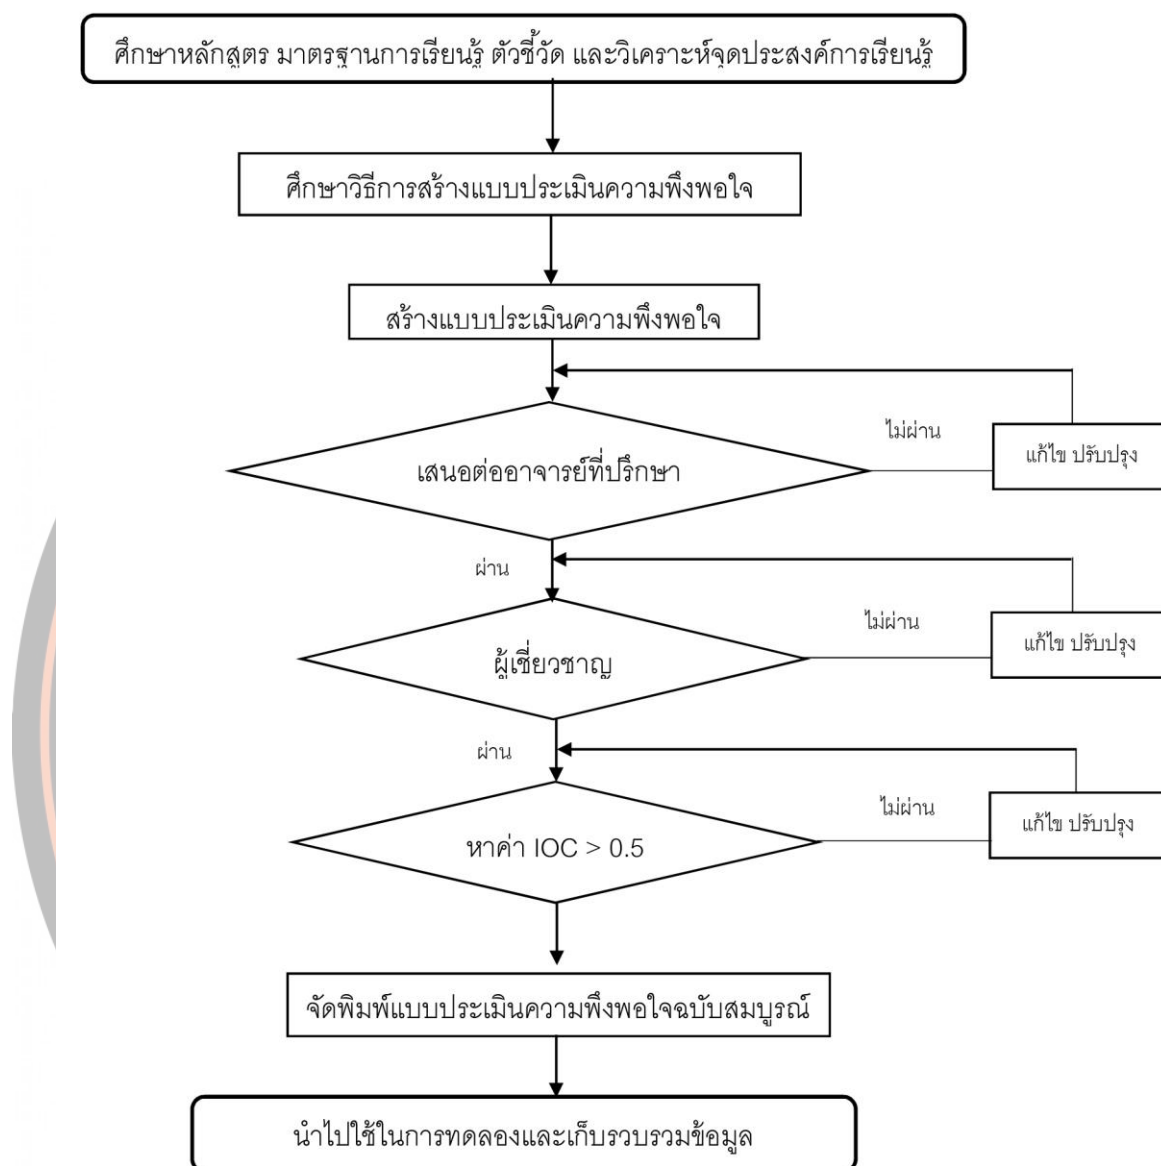 ศึกษาหลักสูตร มาตรฐานการเรียนรู้ ตัวชี้วัด และวิเคราะห์จุดประสงค์การเรียนรู้
ศึกษาวิธีการสร้างแบบประเมินความพึงพอใจ
สร้างแบบประเมินความพึงพอใจ
ไม่ผ่าน
แก้ไข ปรับปรุง
เสนอต่ออาจารย์ที่ปรึกษา
ผ่าน
ไม่ผ่าน
แก้ไข ปรับปรุง
ผู้เชี่ยวชาญ
ผ่าน
ไม่ผ่าน
แก้ไข ปรับปรุง
หาค่า IOC > 0.5
จัดพิมพ์แบบประเมินความพึงพอใจฉบับสมบูรณ์
นำไปใช้ในการทดลองและเก็บรวบรวมข้อมูล